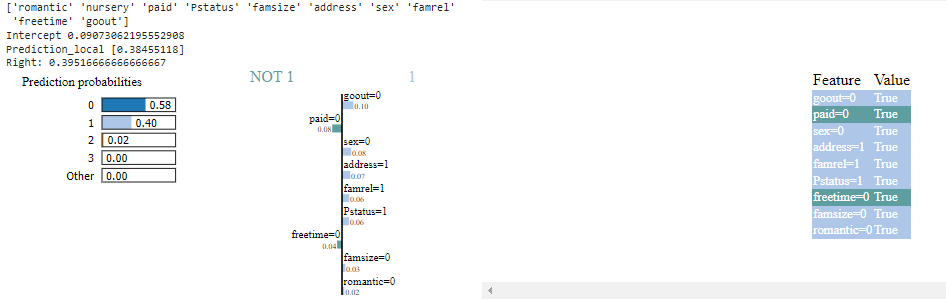 ['romantic' 'nursery' 'paid' 'Pstatus' 'famsize' 'address' 'sex' 'famrel'
'freetime' 'goout']
Intercept 0.09073062195552908
Prediction_local [0.38455118]
Right: 0.39516666666666667
Prediction probabilities
0 0.58
1 0.40
2 0.02
3 0.00
Other 0.00
NOT 1 1
goout=0
0.10
paid=0
0.08
sex=0
0.08
address=1
0.07
famrel=1
0.06
Pstatus=1
0.06
freetime=0
0.04
famsize=0
0.03
romantic=0
0.02
Feature Value
goout=0 True
paid=0 True
sex=0 True
address=1 True
famrel=1 True
Pstatus=1 True
freetime=0 True
famsize=0 True
romantic=0 True